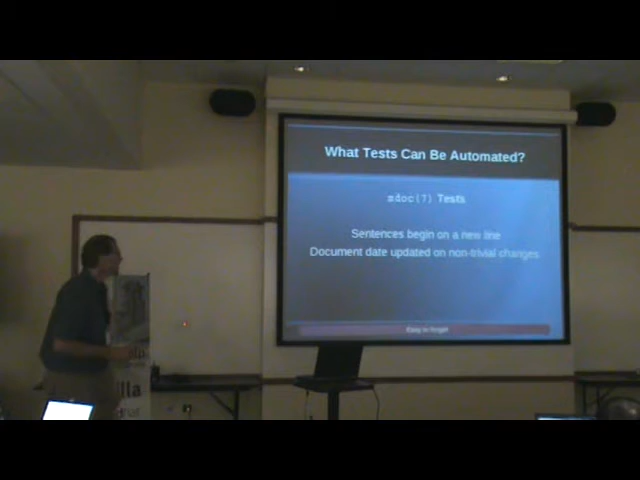 What Tests Can Be Automated?
mdoc(7) Tests
Sentences begin on a new line
Document date updated on non-trivial changes
Easy to forget
lla